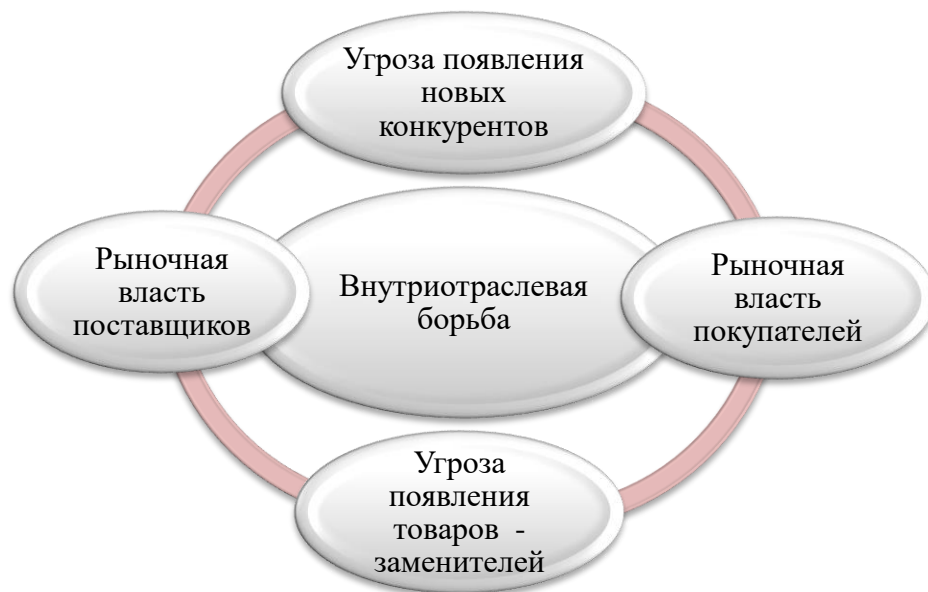 Угроза появления
новых
конкурентов
Рыночная
власть
поставщиков
Внутриотраслевая
борьба
Рыночная
власть
покупателей
Угроза
появления
товаров -
заменителей